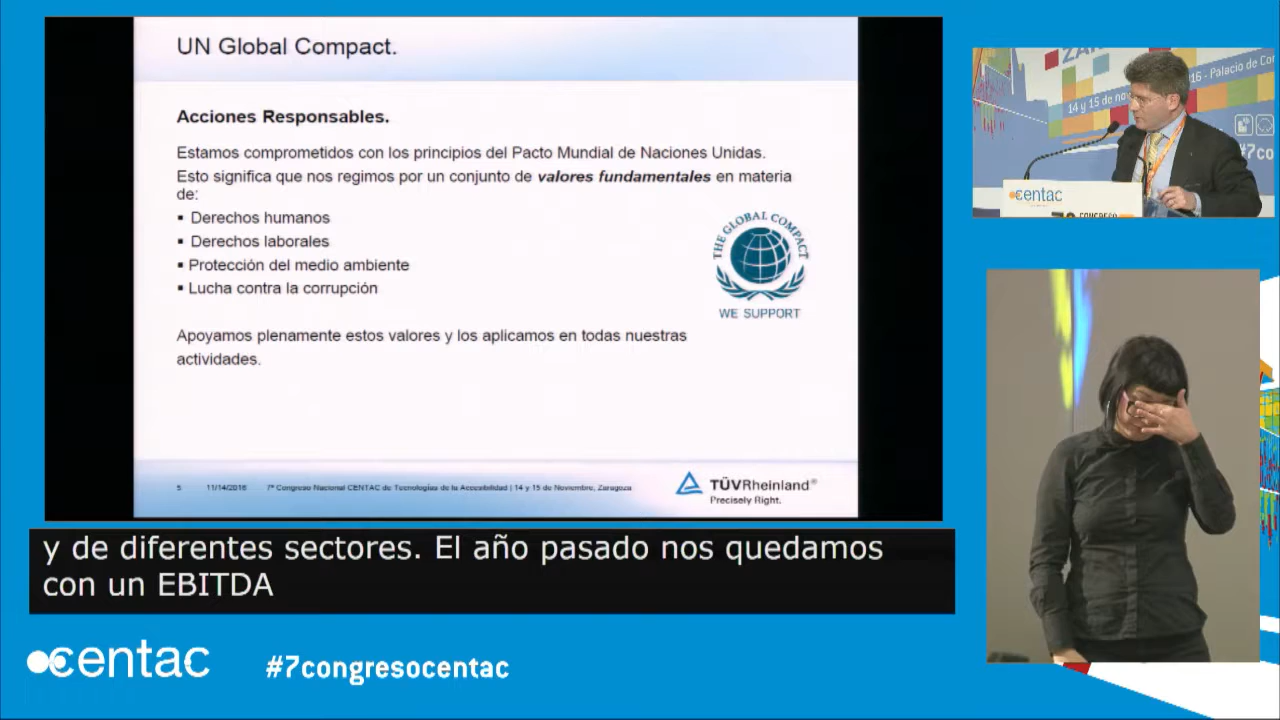 UN Global Compact.
Acciones Responsables.
Estamos comprometidos con los principios del Pacto Mundial de Naciones Unidas.
Esto significa que nos regimos por un conjunto de valores fundamentales en materia
de:
▪ Derechos humanos
▪ Derechos laborales
▪ Protección del medio ambiente
▪ Lucha contra la corrupción
THE GLOBAL COMPACT
WE SUPPORT
Apoyamos plenamente estos valores y los aplicamos en todas nuestras
actividades.
5 11/14/2016 7º Congreso Nacional CENTAC de Tecnologías de la Accesibilidad | 14 y 15 de Noviembre, Zaragoza
TÜVRheinland®
Precisely Right.
ZAR
16 - Palacio de Con
14 y 15 de nov
#7co
centac
7º CONGRESO
y de diferentes sectores. El año pasado nos quedamos
con un EBITDA
centac
#7congresocentac